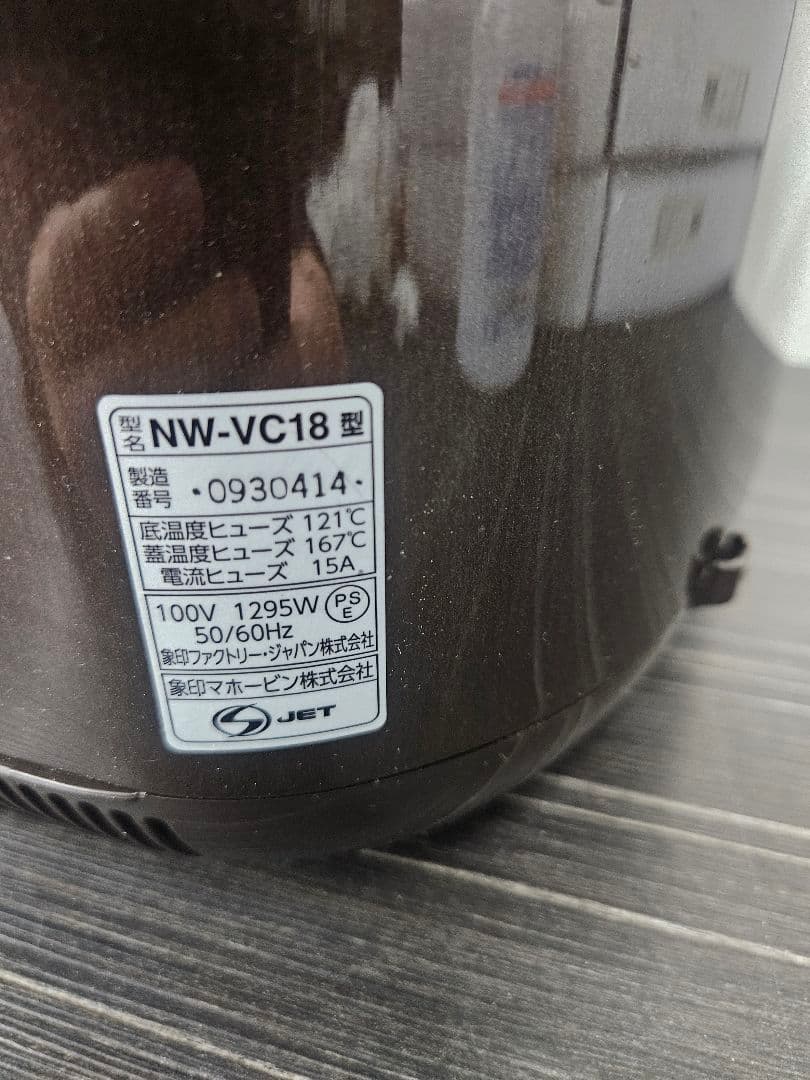 型名 NW-VC18 型
製造番号 ・0930414・
底温度ヒューズ 121℃
蓋温度ヒューズ 167℃
電流ヒューズ 15A
100V 1295W PSE
50/60Hz
象印ファクトリー・ジャパン株式会社
象印マホービン株式会社
JET